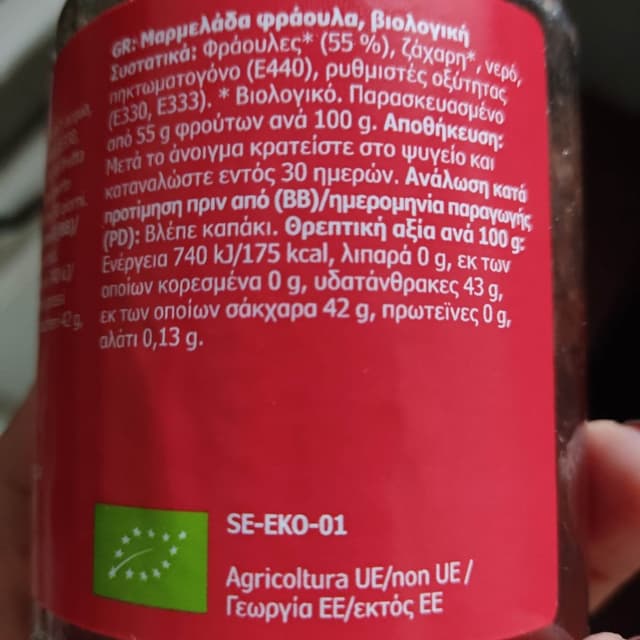 GR: Μαρμελάδα φράουλα, βιολογική
Συστατικά: Φράουλες* (55 %), ζάχαρη*, νερό,
πηκτωματογόνο (E440), ρυθμιστές οξύτητας
(E330, E333). * Βιολογικό. Παρασκευασμένο
από 55 g φρούτων ανά 100 g. Αποθήκευση:
Μετά το άνοιγμα κρατείστε στο ψυγείο και
καταναλώστε εντός 30 ημερών. Ανάλωση κατά
προτίμηση πριν από (BB)/ημερομηνία παραγωγής
(PD): Βλέπε καπάκι. Θρεπτική αξία ανά 100 g:
Ενέργεια 740 kJ/175 kcal, λιπαρά 0 g, εκ των
οποίων κορεσμένα 0 g, υδατάνθρακες 43 g,
εκ των οποίων σάκχαρα 42 g, πρωτεΐνες 0 g,
αλάτι 0,13 g.
SE-EKO-01
Agricoltura UE/non UE/
Γεωργία ΕΕ/εκτός ΕΕ